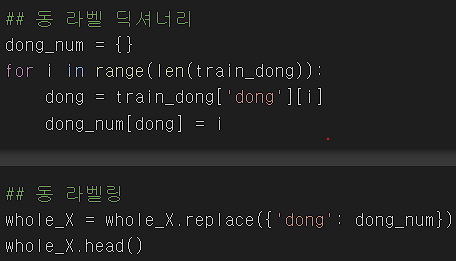 ## 동 라벨 딕셔너리
dong_num = {}
for i in range(len(train_dong)):
    dong = train_dong['dong'][i]
    dong_num[dong] = i
## 동 라벨링
whole_X = whole_X.replace({'dong': dong_num})
whole_X.head()